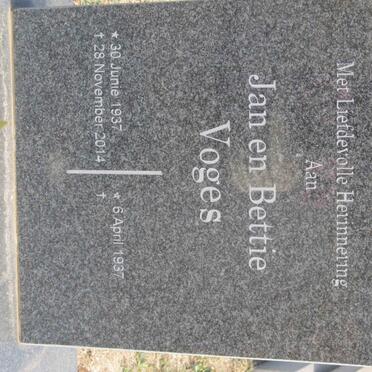 Met Liefdevolle Herinnering
Aan
Jan en Bettie
Voges
* 30 Junie 1937
† 28 November 2014
* 6 April 1937
†